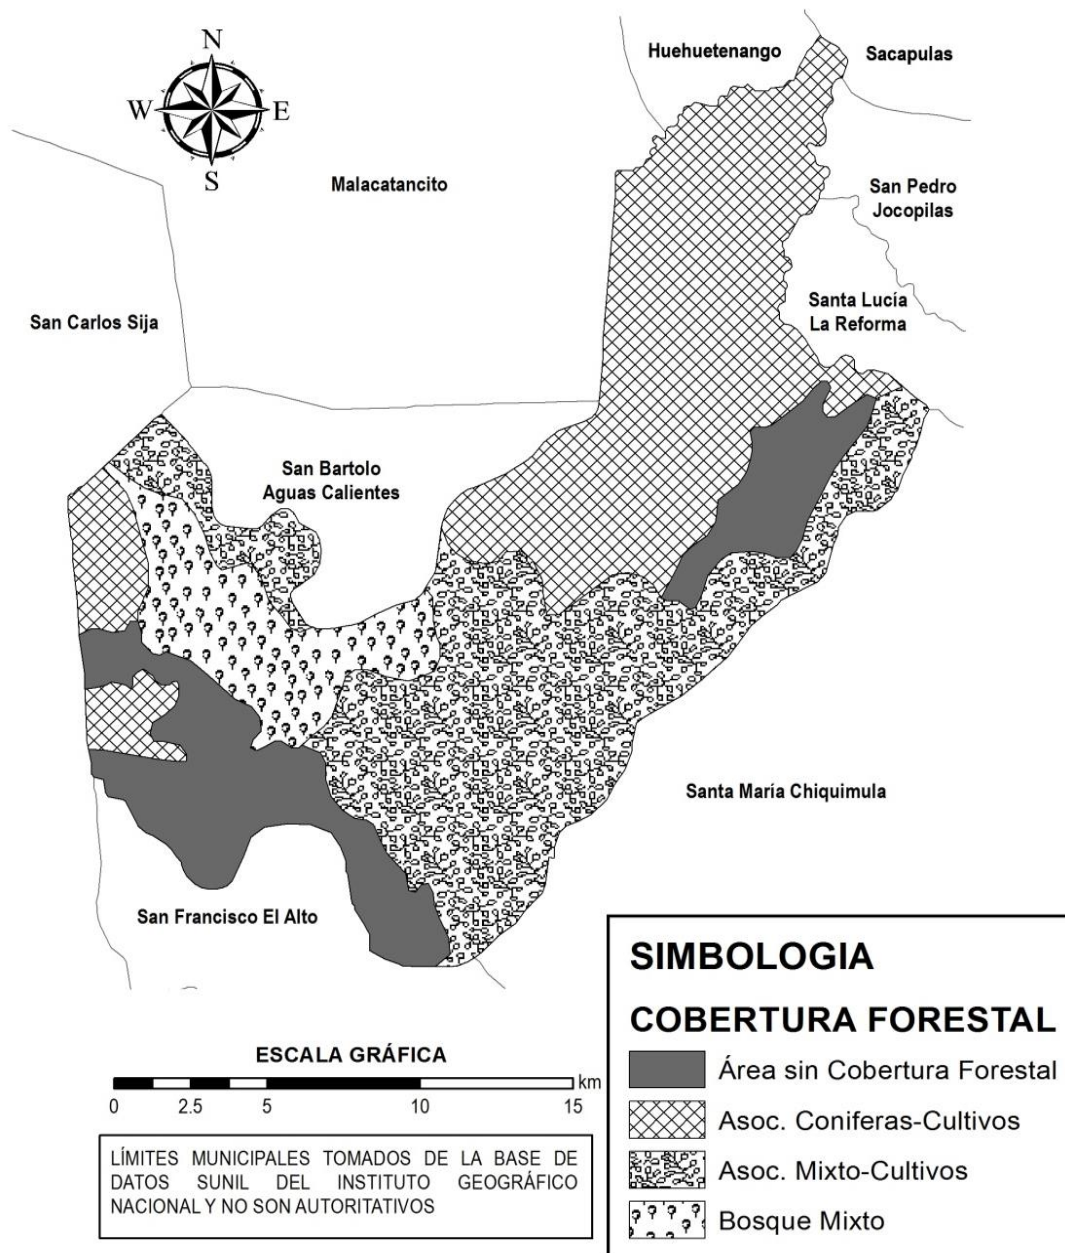 N
W
E
S
Huehuetenango
Sacapulas
Malacatancito
San Pedro
Jocopilas
San Carlos Sija
Santa Lucía
La Reforma
San Bartolo
Aguas Calientes
Santa María Chiquimula
San Francisco El Alto
SIMBOLOGIA
COBERTURA FORESTAL
Área sin Cobertura Forestal
Asoc. Coniferas-Cultivos
Asoc. Mixto-Cultivos
Bosque Mixto
ESCALA GRÁFICA
km
0 2.5 5 10 15
LÍMITES MUNICIPALES TOMADOS DE LA BASE DE
DATOS SUNIL DEL INSTITUTO GEOGRÁFICO
NACIONAL Y NO SON AUTORITATIVOS